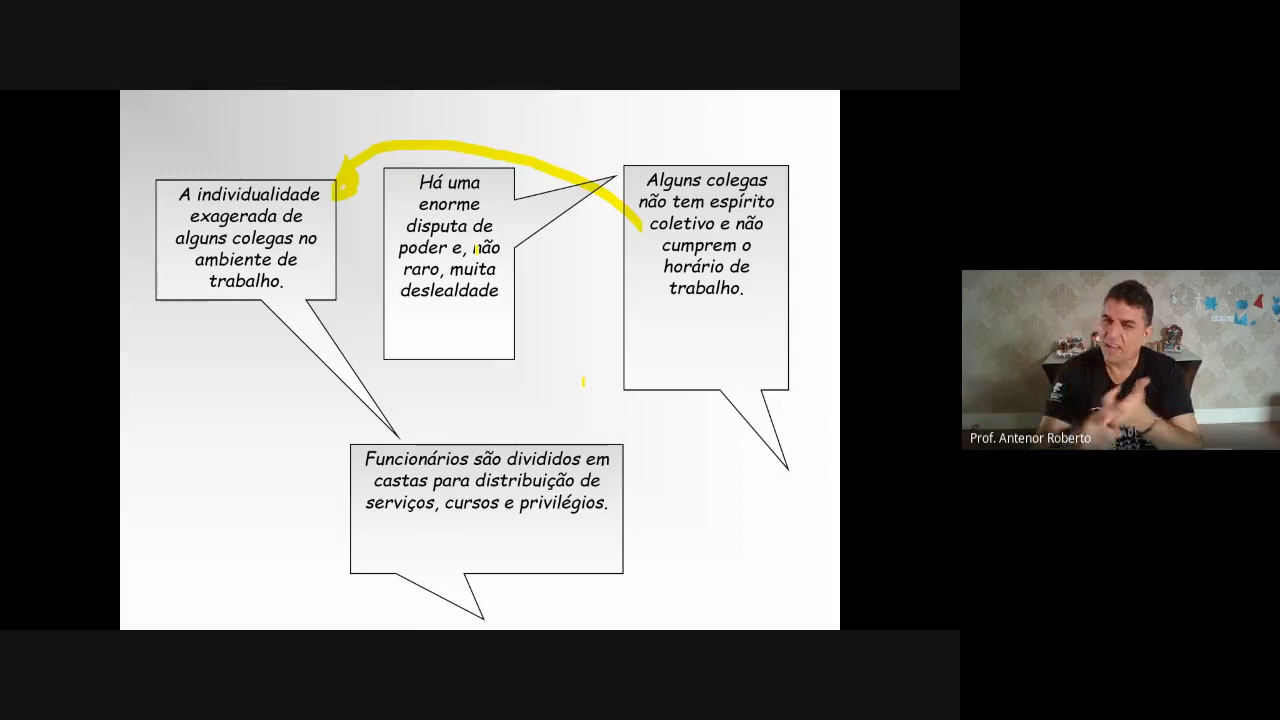 A individualidade
exagerada de
alguns colegas no
ambiente de
trabalho.
Há uma
enorme
disputa de
poder e, não
raro, muita
deslealdade
Alguns colegas
não tem espírito
coletivo e não
cumprem o
horário de
trabalho.
Funcionários são divididos em
castas para distribuição de
serviços, cursos e privilégios.
Prof. Antenor Roberto